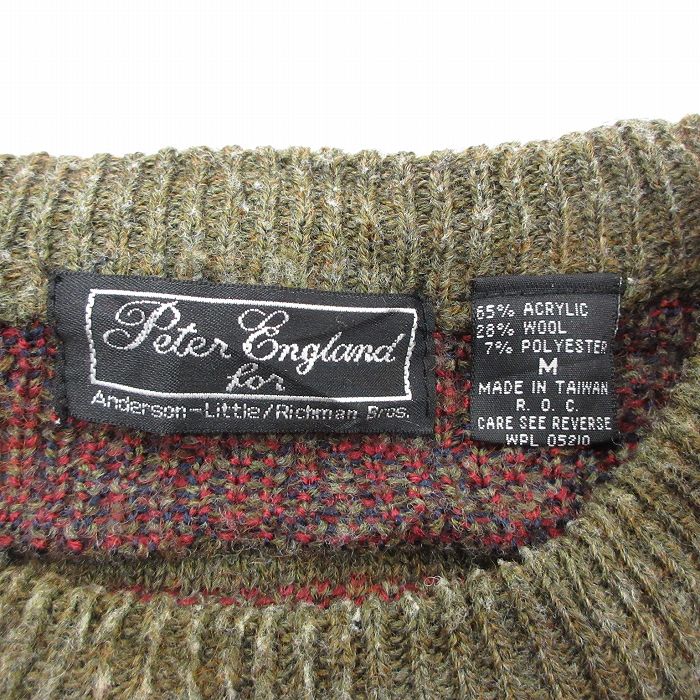 Peter England
for
Anderson-Little/Richman Bros.
65% ACRYLIC
28% WOOL
7% POLYESTER
M
MADE IN TAIWAN
R. O. C.
CARE SEE REVERSE
WPL 05210